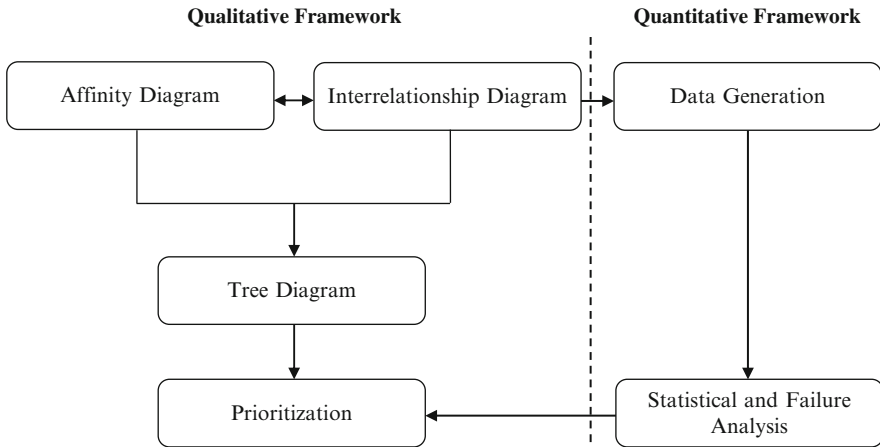 Qualitative Framework
Quantitative Framework
Affinity Diagram
Interrelationship Diagram
Data Generation
Tree Diagram
Prioritization
Statistical and Failure
Analysis